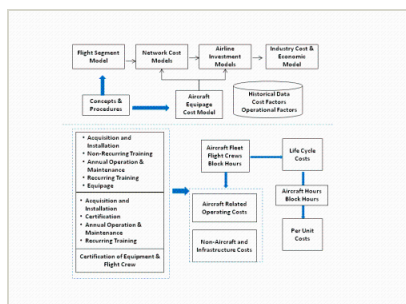 Flight Segment
Model
Network Cost
Models
Airline
Investment
Models
Industry Cost &
Economic
Model
Concepts &
Procedures
Aircraft
Equipage
Cost Model
Historical Data
Cost Factors
Operational Factors
• Acquisition and
Installation
• Non-Recurring Training
• Annual Operation &
Maintenance
• Recurring Training
• Equipage
• Acquisition and
Installation
• Certification
• Annual Operation &
Maintenance
• Recurring Training
Certification of Equipment &
Flight Crew
Aircraft Fleet
Flight Crews
Block Hours
Life Cycle
Costs
Aircraft Related
Operating Costs
Aircraft Hours
Block Hours
Non-Aircraft and
Infrastructure Costs
Per Unit
Costs